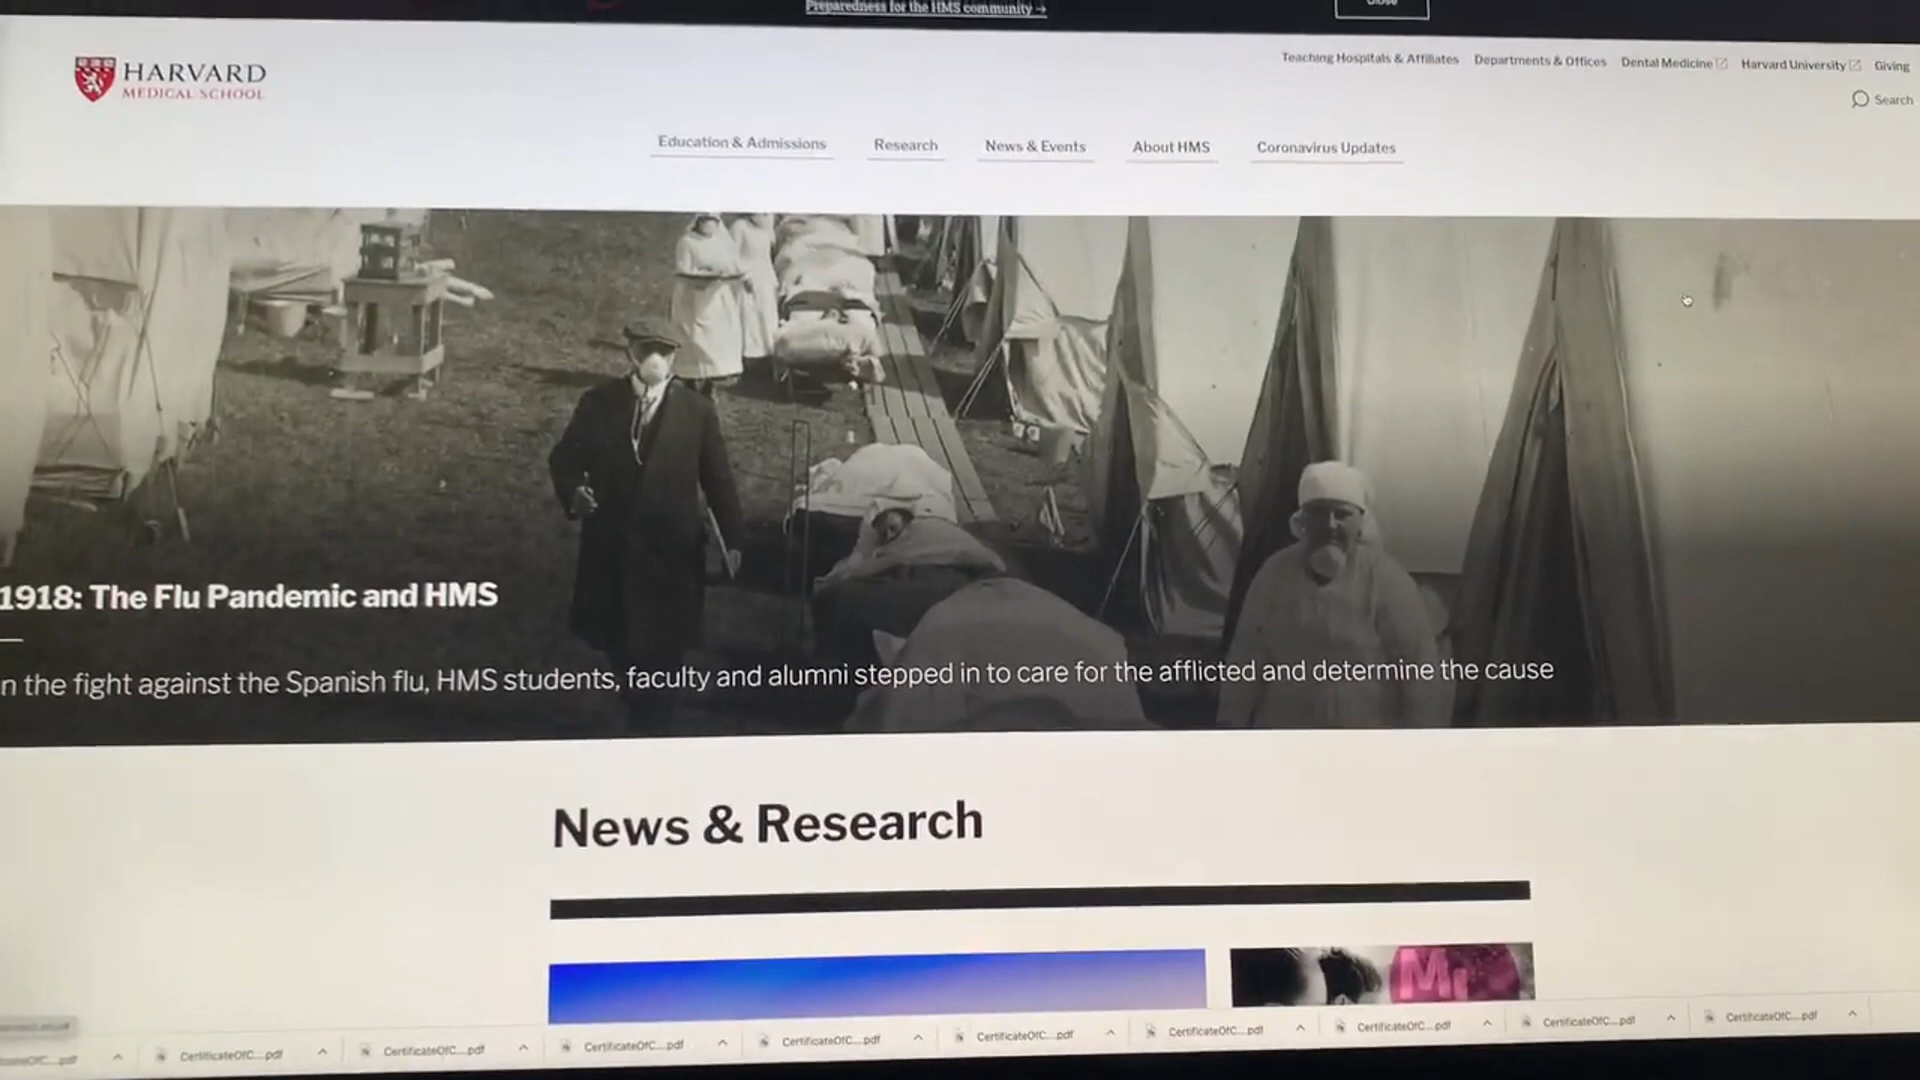 Preparedness for the HMS community →
Close
HARVARD
MEDICAL SCHOOL
Teaching Hospitals & Affiliates Departments & Offices Dental Medicine Harvard University Giving
Search
Education & Admissions Research News & Events About HMS Coronavirus Updates
1918: The Flu Pandemic and HMS
n the fight against the Spanish flu, HMS students, faculty and alumni stepped in to care for the afflicted and determine the cause
News & Research
CertificateOfC....pdf CertificateOfC....pdf CertificateOfC....pdf CertificateOfC....pdf CertificateOfC....pdf CertificateOfC....pdf CertificateOfC....pdf CertificateOfC....pdf CertificateOfC....pdf